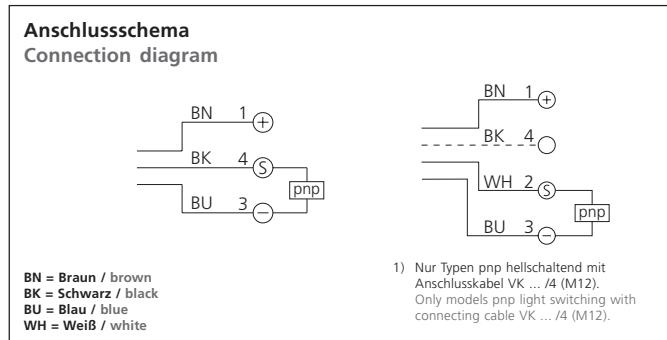 Anschlussschema
Connection diagram
BN 1 +
BK 4 S
pnp
BU 3 −
BN 1 +
BK 4
WH 2 S
pnp
BU 3 −
BN = Braun / brown
BK = Schwarz / black
BU = Blau / blue
WH = Weiß / white
1) Nur Typen pnp hellschaltend mit
Anschlusskabel VK ... /4 (M12).
Only models pnp light switching with
connecting cable VK ... /4 (M12).